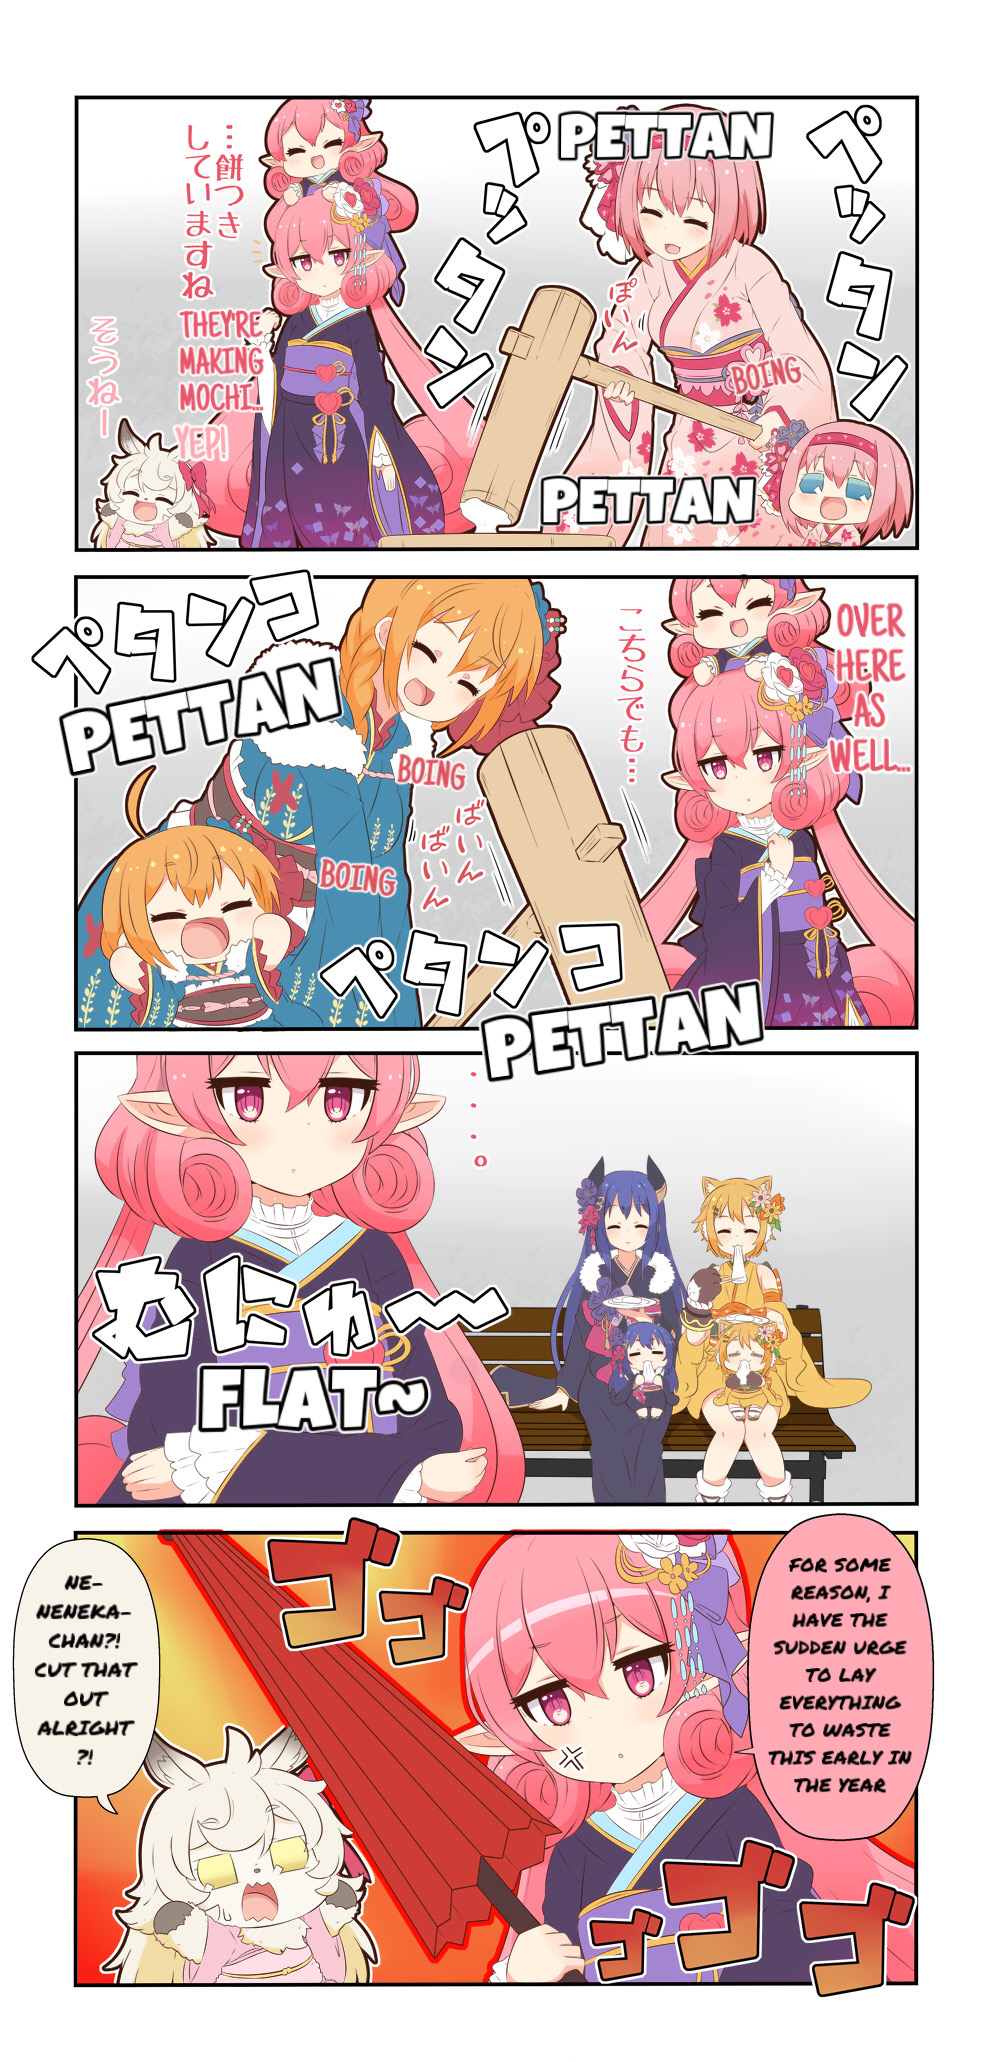 ペッタン
PETTAN
ペッタン
…餅つき
していますね
THEY'RE
MAKING
MOCHI...
ぽいん
BOING
そうねー
YEP!
PETTAN
OVER
HERE
AS
WELL...
こちらでも…
ペタンコ
PETTAN
BOING
ばいん
ばいん
BOING
ペタンコ
PETTAN
...。
むにゅ〜
FLAT~
FOR SOME
REASON, I
HAVE THE
SUDDEN URGE
TO LAY
EVERYTHING
TO WASTE
THIS EARLY IN
THE YEAR
ゴゴ
NE-
NENEKA-
CHAN?!
CUT THAT
OUT
ALRIGHT
?!
ゴゴゴ